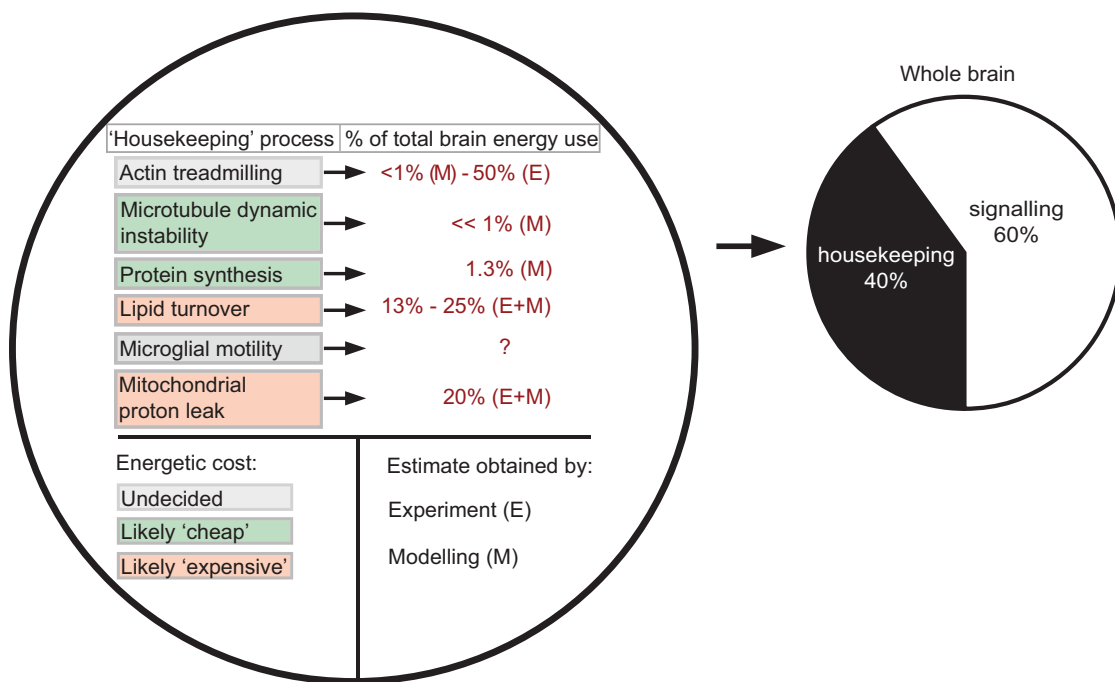 Whole brain
'Housekeeping' process % of total brain energy use
Actin treadmilling <1% (M) - 50% (E)
Microtubule dynamic
instability << 1% (M)
Protein synthesis 1.3% (M)
Lipid turnover 13% - 25% (E+M)
Microglial motility ?
Mitochondrial
proton leak 20% (E+M)
Energetic cost:
Undecided
Likely 'cheap'
Likely 'expensive'
Estimate obtained by:
Experiment (E)
Modelling (M)
signalling
60%
housekeeping
40%